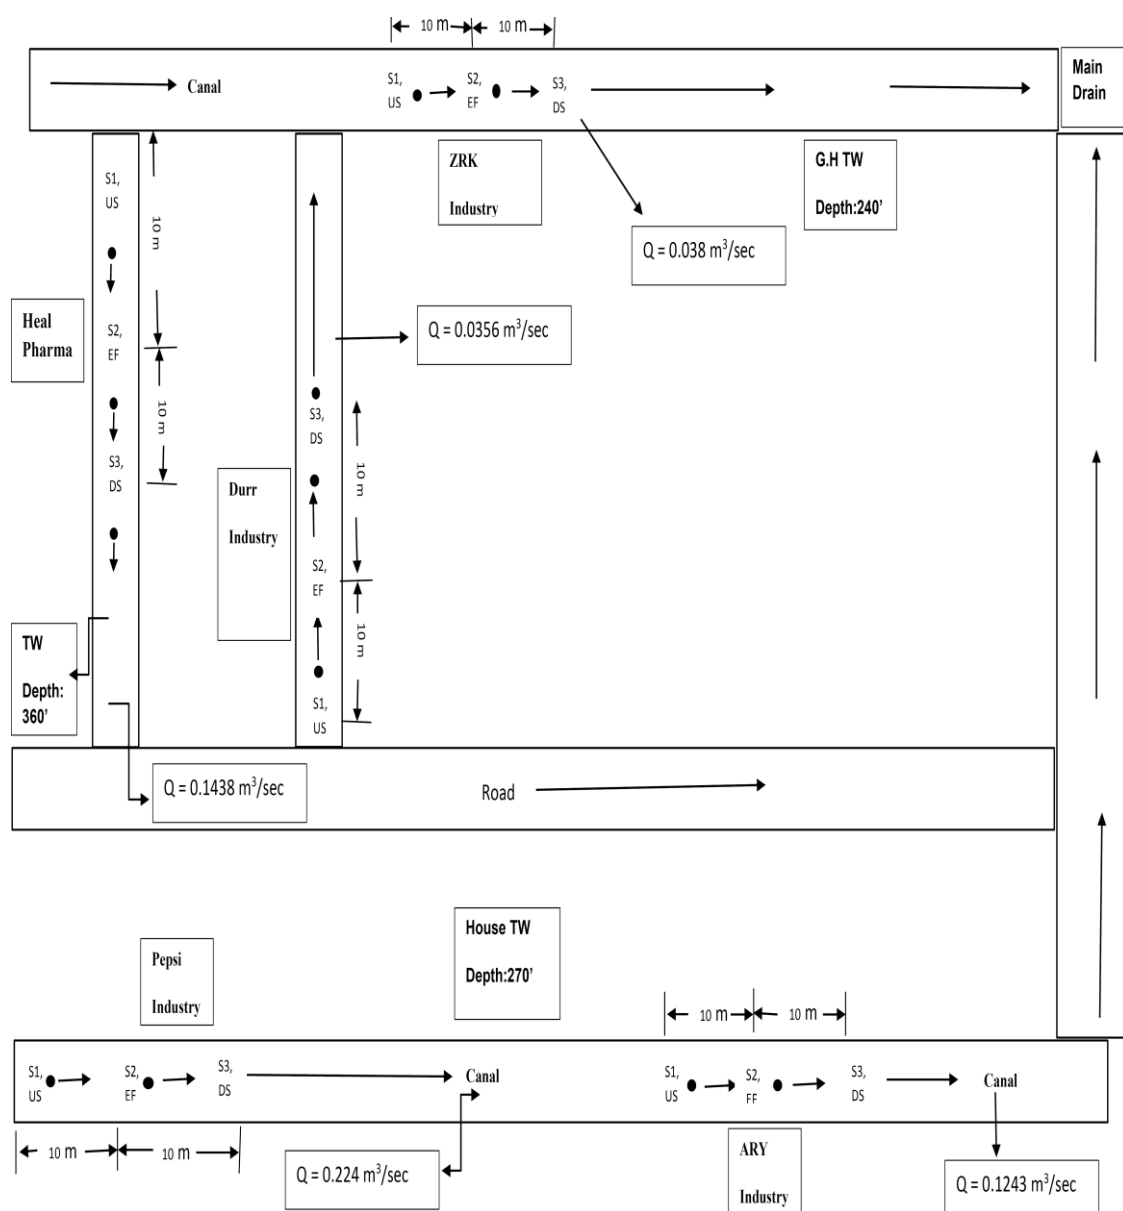 10 m
10 m
Canal
S1,
US
S2,
EF
S3,
DS
Main
Drain
S1,
US
10 m
ZRK
Industry
G.H TW
Depth:240'
Q = 0.038 m³/sec
Heal
Pharma
S2,
EF
Q = 0.0356 m³/sec
10 m
S3,
DS
S3,
DS
10 m
Durr
Industry
S2,
EF
10 m
TW
Depth:
360'
S1,
US
Q = 0.1438 m³/sec
Road
Pepsi
Industry
House TW
Depth:270'
10 m
10 m
S1,
US
S2,
EF
S3,
DS
Canal
S1,
US
S2,
FF
S3,
DS
Canal
10 m
10 m
Q = 0.224 m³/sec
ARY
Industry
Q = 0.1243 m³/sec